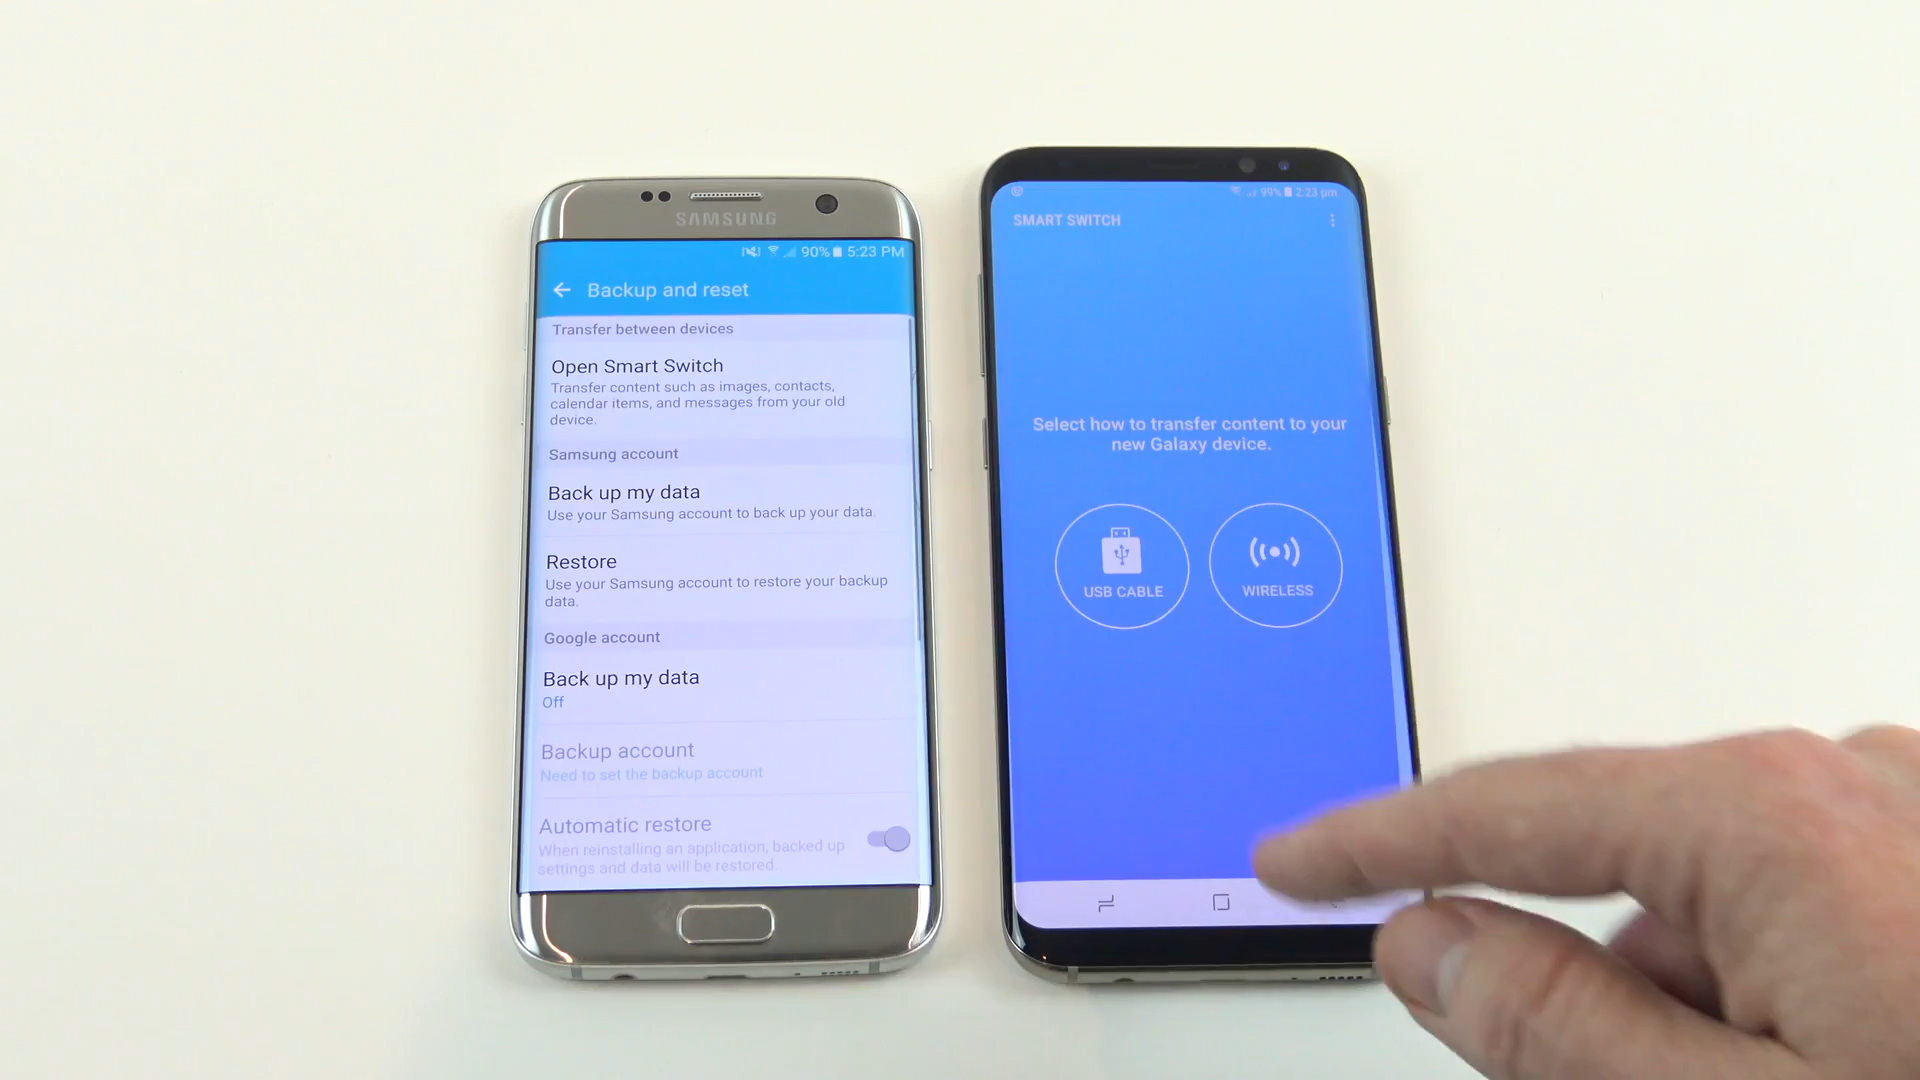 SAMSUNG
90% 5:23 PM
Backup and reset
Transfer between devices
Open Smart Switch
Transfer content such as images, contacts,
calendar items, and messages from your old
device.
Samsung account
Back up my data
Use your Samsung account to back up your data.
Restore
Use your Samsung account to restore your backup
data.
Google account
Back up my data
Off
Backup account
Need to set the backup account
Automatic restore
When reinstalling an application, backed up
settings and data will be restored.
99% 2:23 pm
SMART SWITCH
Select how to transfer content to your
new Galaxy device.
USB CABLE
WIRELESS